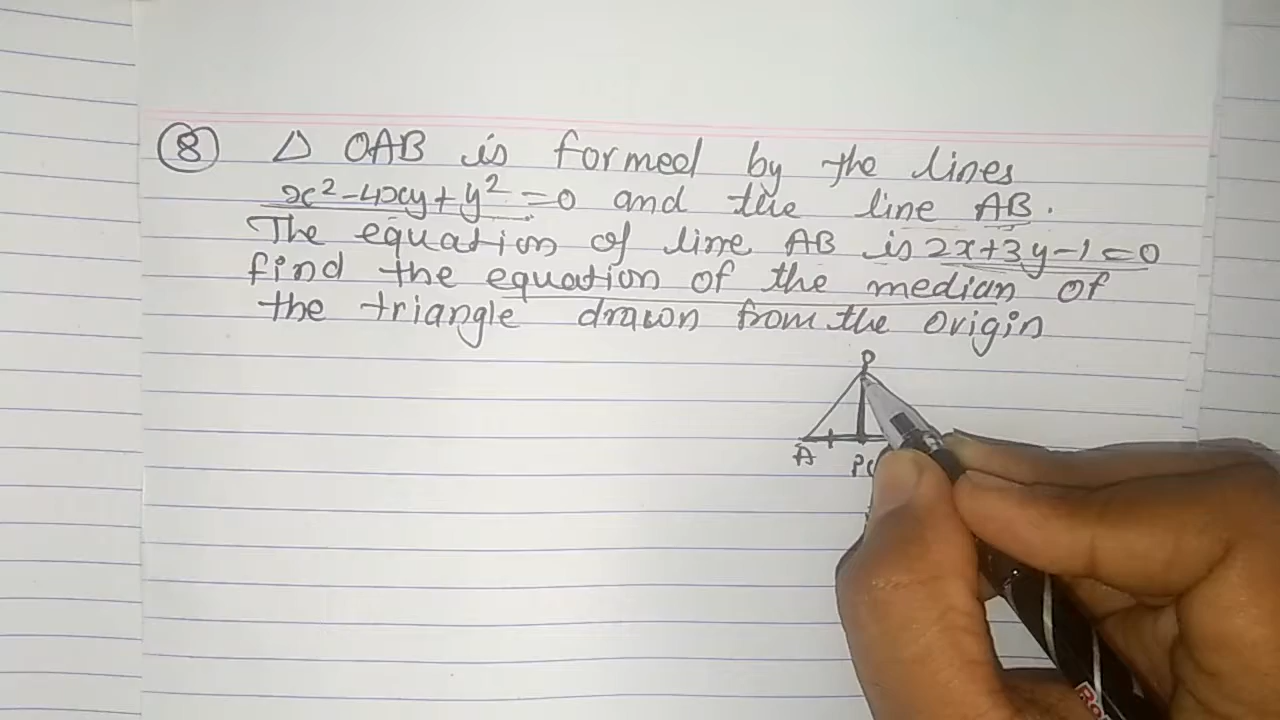 8 △ OAB is formed by the lines
x²-4xy+y²=0 and the line AB.
The equation of line AB is 2x+3y-1=0
find the equation of the median of
the triangle drawn from the origin
O
A P(
Ro